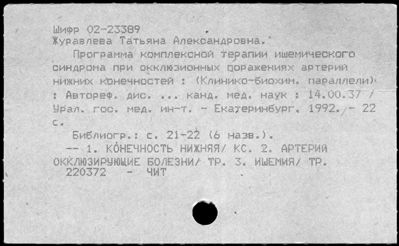 Шифр 02-23389
Журавлева Татьяна Александровна.
Программа комплексной терапии ишемического
синдрома при окклюзионных поражениях артерий
нижних конечностей : (Клинико-биохим. параллели)
: Автореф. дис. ... канд. мед. наук : 14.00.37 /
Урал. гос. мед. ин-т. - Екатеринбург, 1992. - 22
с.
Библиогр.: с. 21-22 (6 назв.).
-- 1. КОНЕЧНОСТЬ НИЖНЯЯ/ КС. 2. АРТЕРИЙ
ОККЛЮЗИРУЮЩИЕ БОЛЕЗНИ/ ТР. 3. ИШЕМИЯ/ ТР.
220372 - ЧИТ